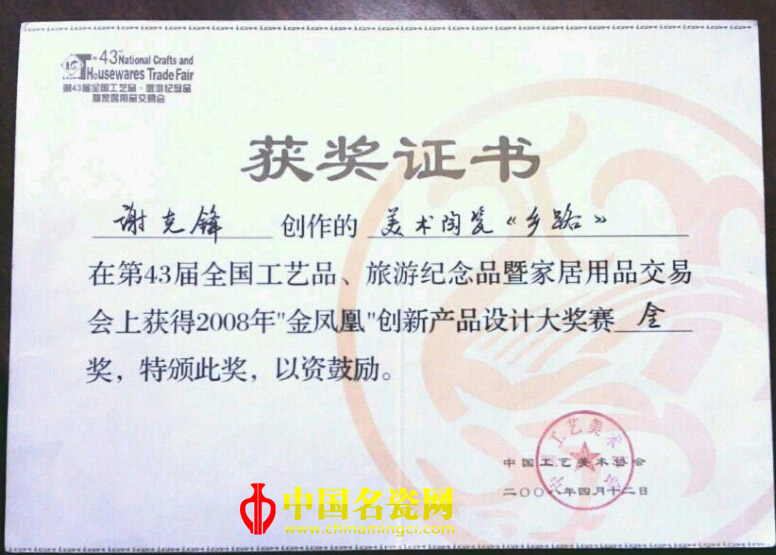 The 43rd National Crafts and
Housewares Trade Fair
第43届全国工艺品·旅游纪念品
暨家居用品交易会
获奖证书
谢克锋 创作的 美术陶瓷《乡路》
在第43届全国工艺品、旅游纪念品暨家居用品交易
会上获得2008年"金凤凰"创新产品设计大奖赛 金
奖，特颁此奖，以资鼓励。
工艺美术
中国工艺美术协会
二〇〇八年四月十二日
中国名瓷网
www.chinamingci.com